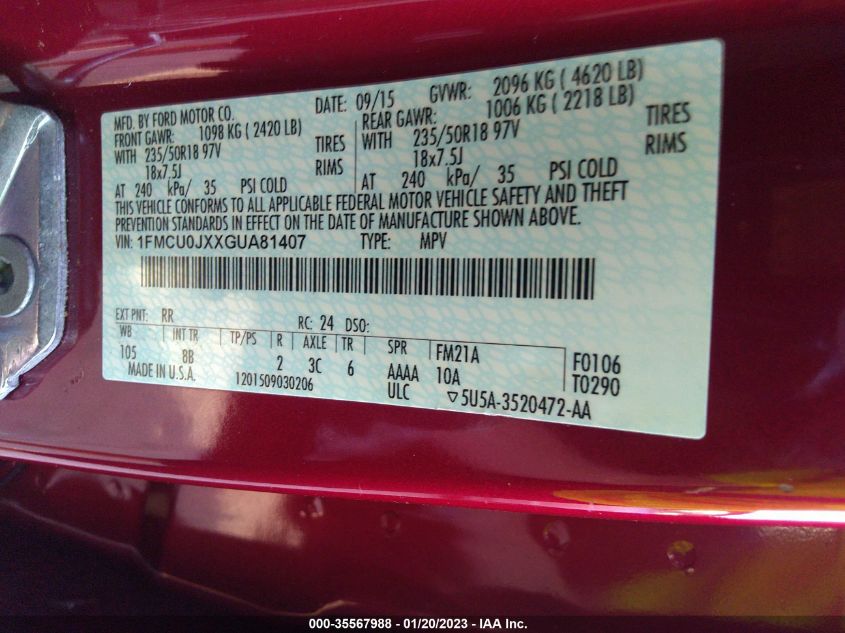 MFD. BY FORD MOTOR CO.
DATE: 09/15 GVWR: 2096 KG ( 4620 LB)
FRONT GAWR: 1098 KG ( 2420 LB)
REAR GAWR: 1006 KG ( 2218 LB)
WITH 235/50R18 97V TIRES
WITH 235/50R18 97V TIRES
18x7.5J RIMS
18x7.5J RIMS
AT 240 kPa/ 35 PSI COLD
AT 240 kPa/ 35 PSI COLD
THIS VEHICLE CONFORMS TO ALL APPLICABLE FEDERAL MOTOR VEHICLE SAFETY AND THEFT
PREVENTION STANDARDS IN EFFECT ON THE DATE OF MANUFACTURE SHOWN ABOVE.
VIN: 1FMCU0JXXGUA81407 TYPE: MPV
EXT PNT: RR RC: 24 DSO:
WB INT TR TP/PS R AXLE TR SPR FM21A F0106
105 8B 2 3C 6 AAAA 10A T0290
MADE IN U.S.A. 1201509030206 ULC ▽5U5A-3520472-AA
000-35567988 - 01/20/2023 - IAA Inc.